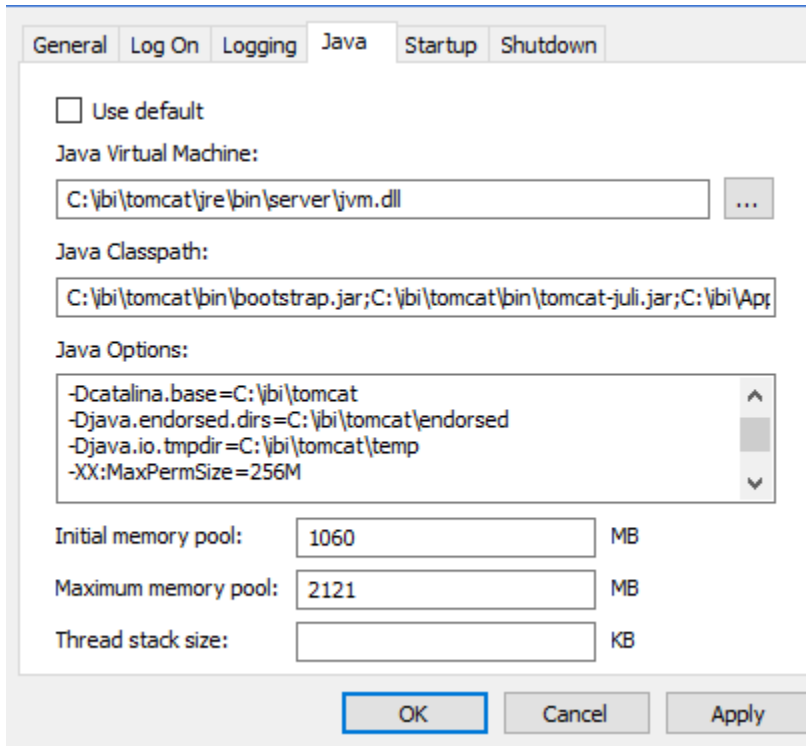 General Log On Logging Java Startup Shutdown
Use default
Java Virtual Machine:
C:\ibi\tomcat\jre\bin\server\jvm.dll
...
Java Classpath:
C:\ibi\tomcat\bin\bootstrap.jar;C:\ibi\tomcat\bin\tomcat-juli.jar;C:\ibi\App
Java Options:
-Dcatalina.base=C:\ibi\tomcat
-Djava.endorsed.dirs=C:\ibi\tomcat\endorsed
-Djava.io.tmpdir=C:\ibi\tomcat\temp
-XX:MaxPermSize=256M
Initial memory pool: 1060 MB
Maximum memory pool: 2121 MB
Thread stack size: KB
OK Cancel Apply